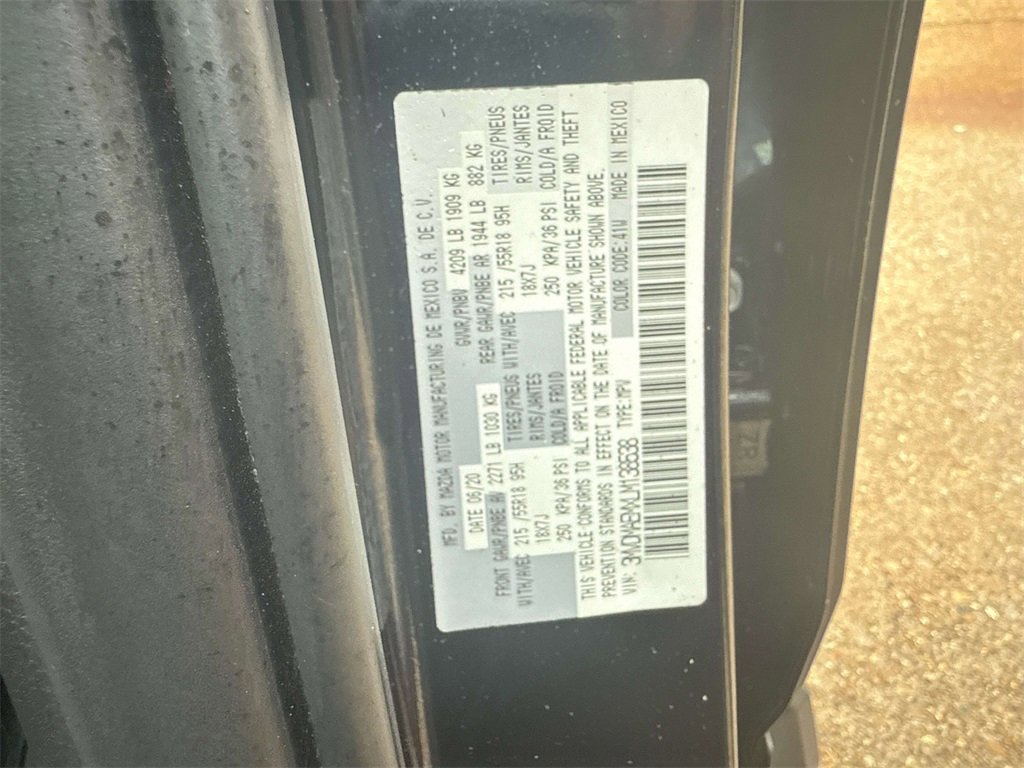 MFD. BY MAZDA MOTOR MANUFACTURING DE MEXICO S.A. DE C.V.
DATE 06/20 GVWR/PNBV 4209 LB 1909 KG
FRONT GAWR/PNBE AV 2271 LB 1030 KG REAR GAWR/PNBE AR 1944 LB 882 KG
WITH/AVEC 215 /55R18 95H TIRES/PNEUS WITH/AVEC 215 /55R18 95H TIRES/PNEUS
18X7J RIMS/JANTES 18X7J RIMS/JANTES
250 KPA/36 PSI COLD/A FROID 250 KPA/36 PSI COLD/A FROID
THIS VEHICLE CONFORMS TO ALL APPLICABLE FEDERAL MOTOR VEHICLE SAFETY AND THEFT
PREVENTION STANDARDS IN EFFECT ON THE DATE OF MANUFACTURE SHOWN ABOVE.
VIN: TYPE:MPV COLOR CODE:41W MADE IN MEXICO